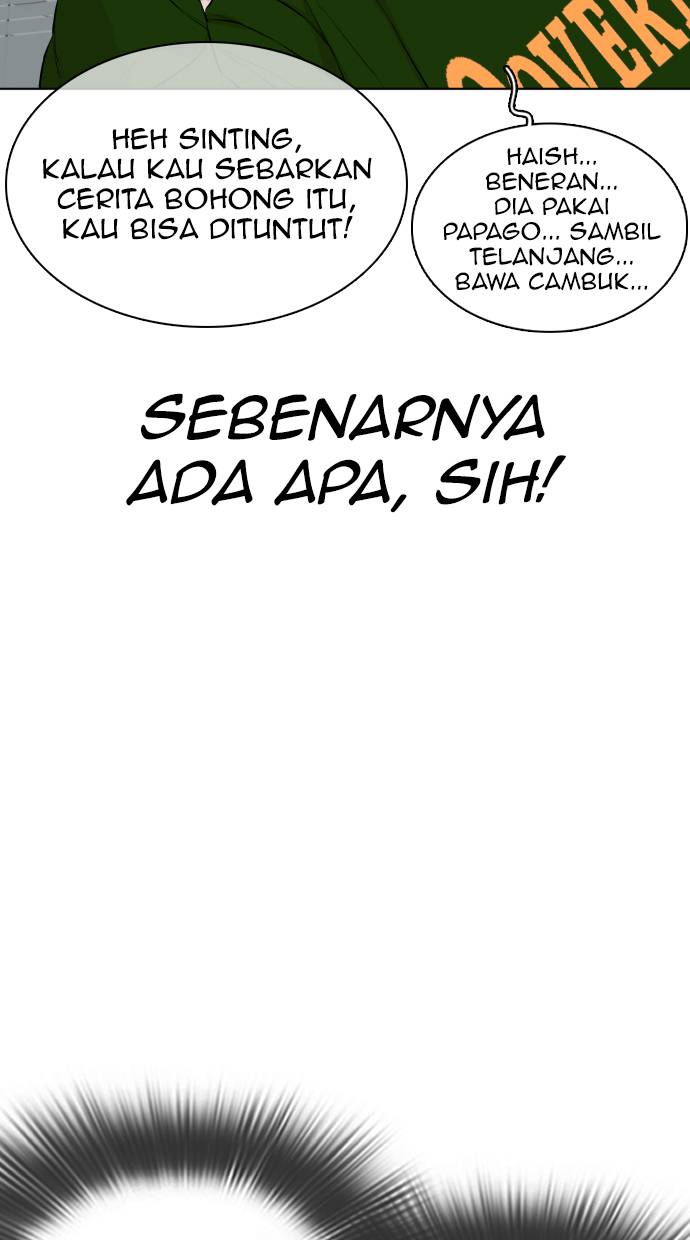 OVERI
HEH SINTING,
KALAU KAU SEBARKAN
CERITA BOHONG ITU,
KAU BISA DITUNTUT!
HAISH...
BENERAN...
DIA PAKAI
PAPAGO... SAMBIL
TELANJANG...
BAWA CAMBUK...
SEBENARNYA
ADA APA, SIH!